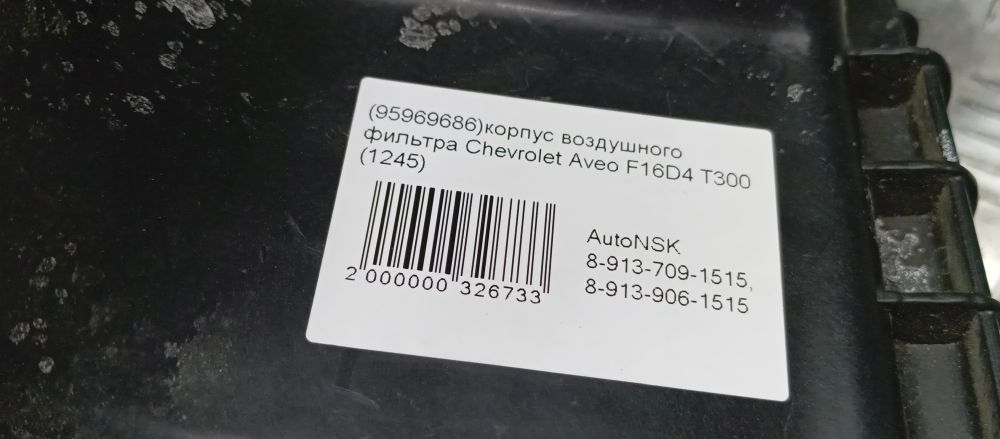 (95969686)корпус воздушного
фильтра Chevrolet Aveo F16D4 T300
(1245)
2 000000 326733
AutoNSK
8-913-709-1515,
8-913-906-1515